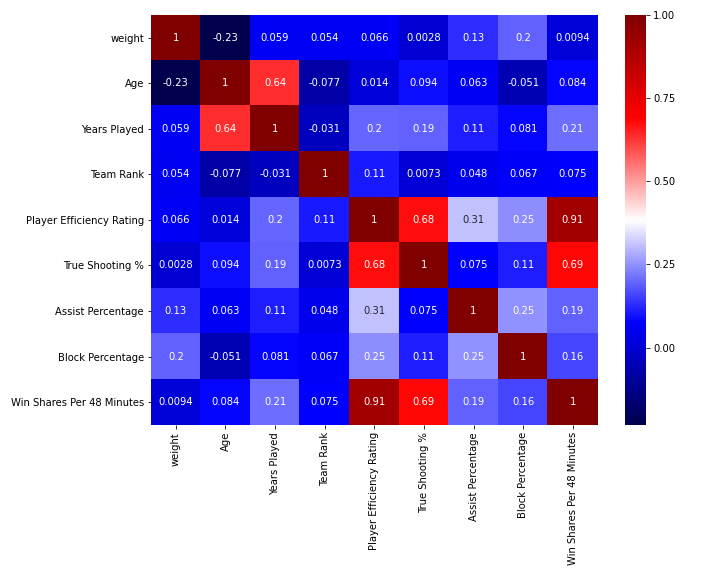 weight 1 -0.23 0.059 0.054 0.066 0.0028 0.13 0.2 0.0094
Age -0.23 1 0.64 -0.077 0.014 0.094 0.063 -0.051 0.084
Years Played 0.059 0.64 1 -0.031 0.2 0.19 0.11 0.081 0.21
Team Rank 0.054 -0.077 -0.031 1 0.11 0.0073 0.048 0.067 0.075
Player Efficiency Rating 0.066 0.014 0.2 0.11 1 0.68 0.31 0.25 0.91
True Shooting % 0.0028 0.094 0.19 0.0073 0.68 1 0.075 0.11 0.69
Assist Percentage 0.13 0.063 0.11 0.048 0.31 0.075 1 0.25 0.19
Block Percentage 0.2 -0.051 0.081 0.067 0.25 0.11 0.25 1 0.16
Win Shares Per 48 Minutes 0.0094 0.084 0.21 0.075 0.91 0.69 0.19 0.16 1
weight
Age
Years Played
Team Rank
Player Efficiency Rating
True Shooting %
Assist Percentage
Block Percentage
Win Shares Per 48 Minutes
1.00
0.75
0.50
0.25
0.00